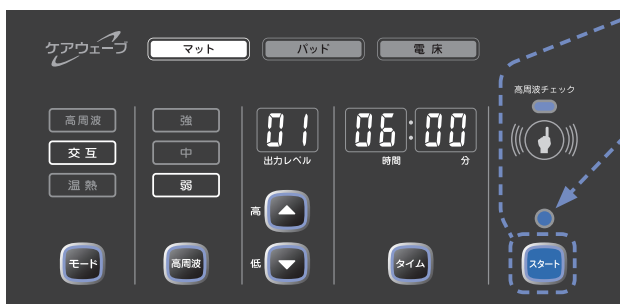 ケアウェーブ
マット
パッド
電床
高周波チェック
高周波
交互
温熱
強
中
弱
01
出力レベル
06:00
時間
分
高
低
モード
高周波
タイム
スタート